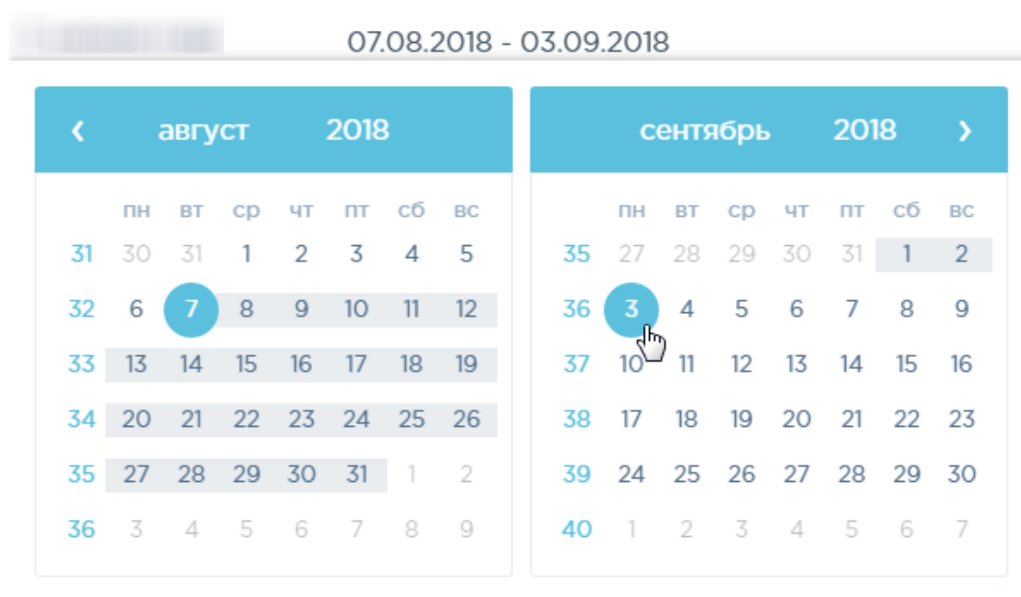 07.08.2018 - 03.09.2018
‹ август 2018
пн вт ср чт пт сб вс
31 30 31 1 2 3 4 5
32 6 7 8 9 10 11 12
33 13 14 15 16 17 18 19
34 20 21 22 23 24 25 26
35 27 28 29 30 31 1 2
36 3 4 5 6 7 8 9
сентябрь 2018 ›
пн вт ср чт пт сб вс
35 27 28 29 30 31 1 2
36 3 4 5 6 7 8 9
37 10 11 12 13 14 15 16
38 17 18 19 20 21 22 23
39 24 25 26 27 28 29 30
40 1 2 3 4 5 6 7